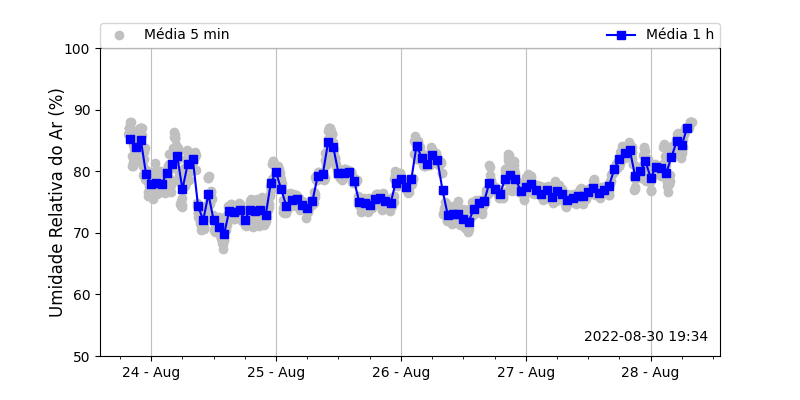 Média 5 min
Média 1 h
Umidade Relativa do Ar (%)
100
90
80
70
60
50
2022-08-30 19:34
24 - Aug
25 - Aug
26 - Aug
27 - Aug
28 - Aug